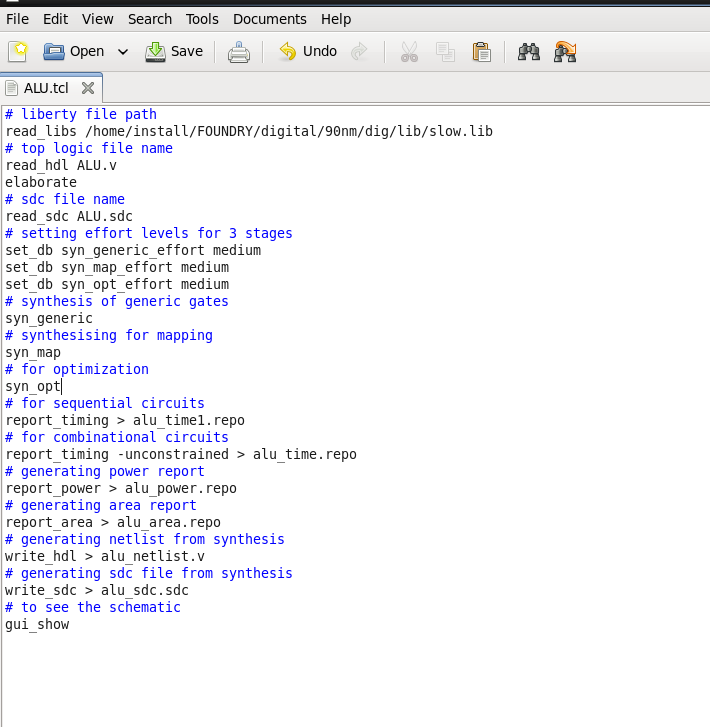 File Edit View Search Tools Documents Help
Open Save Undo
ALU.tcl
# liberty file path
read_libs /home/install/FOUNDRY/digital/90nm/dig/lib/slow.lib
# top logic file name
read_hdl ALU.v
elaborate
# sdc file name
read_sdc ALU.sdc
# setting effort levels for 3 stages
set_db syn_generic_effort medium
set_db syn_map_effort medium
set_db syn_opt_effort medium
# synthesis of generic gates
syn_generic
# synthesising for mapping
syn_map
# for optimization
syn_opt
# for sequential circuits
report_timing > alu_time1.repo
# for combinational circuits
report_timing -unconstrained > alu_time.repo
# generating power report
report_power > alu_power.repo
# generating area report
report_area > alu_area.repo
# generating netlist from synthesis
write_hdl > alu_netlist.v
# generating sdc file from synthesis
write_sdc > alu_sdc.sdc
# to see the schematic
gui_show